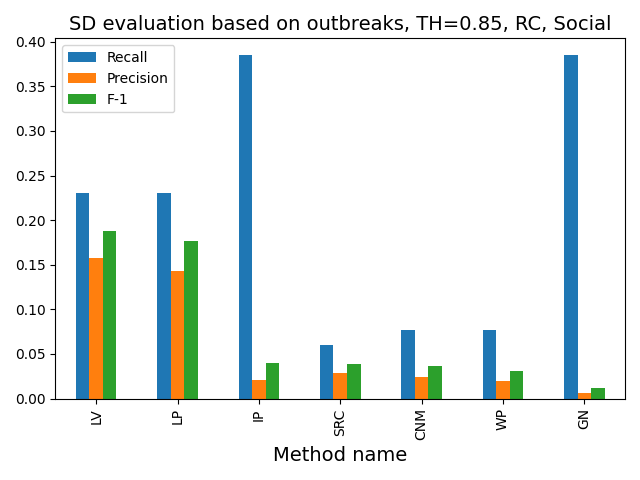 SD evaluation based on outbreaks, TH=0.85, RC, Social
0.40
0.35
0.30
0.25
0.20
0.15
0.10
0.05
0.00
Recall
Precision
F-1
LV
LP
IP
SRC
CNM
WP
GN
Method name